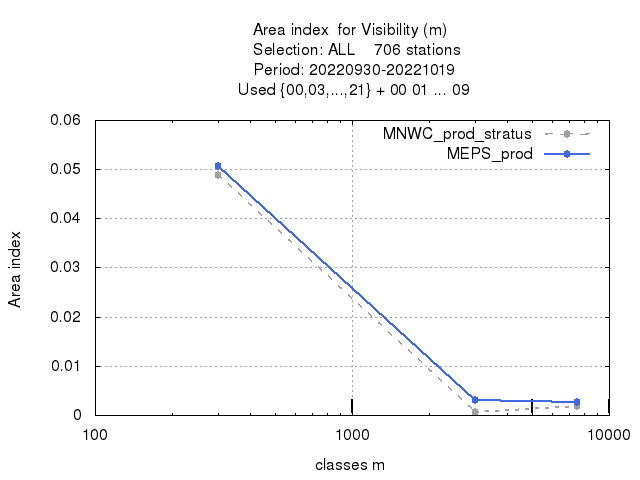 Area index  for Visibility (m)
Selection: ALL    706 stations
Period: 20220930-20221019
Used {00,03,...,21} + 00 01 ... 09
MNWC_prod_stratus
MEPS_prod
0.06
0.05
0.04
0.03
0.02
0.01
0
Area index
100
1000
10000
classes m